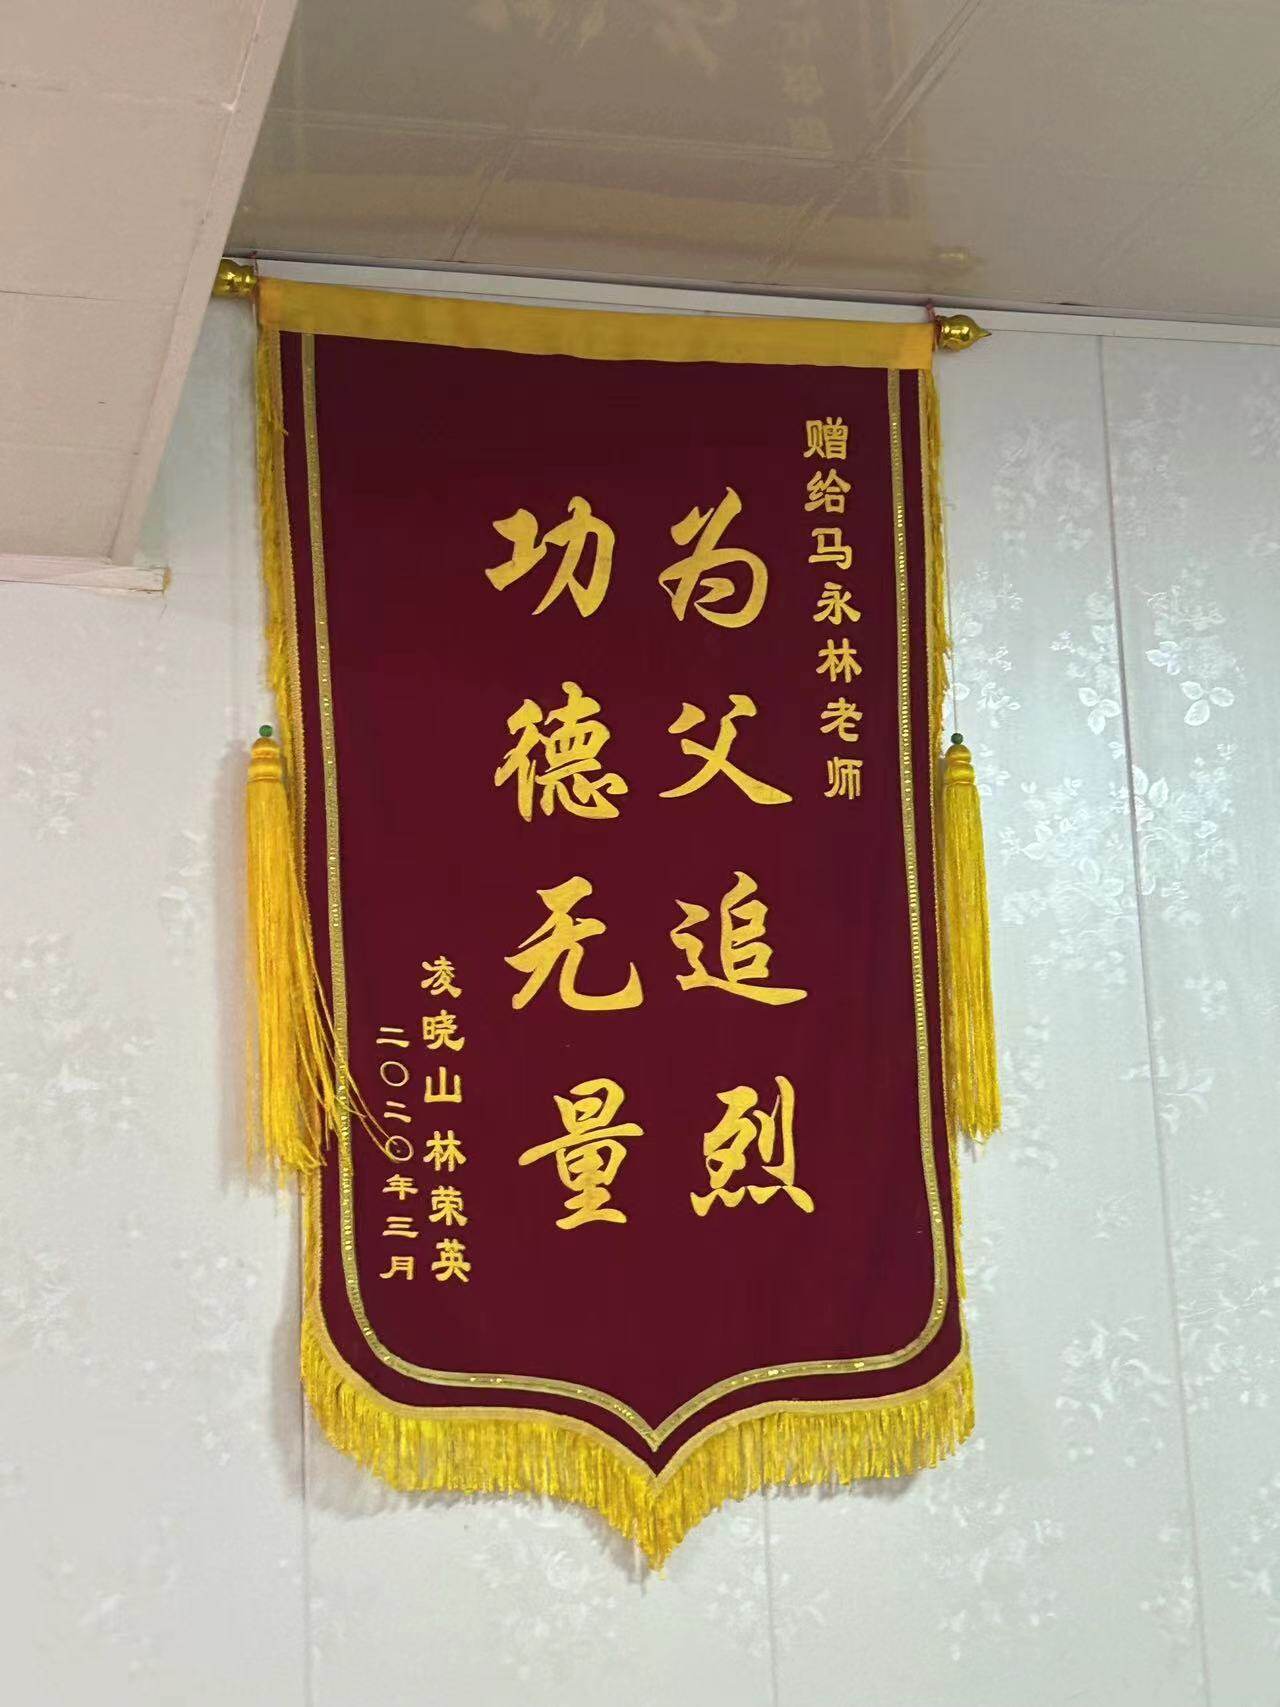 赠给马永林老师
为父追烈
功德无量
凌晓山林荣英
二〇二〇年三月